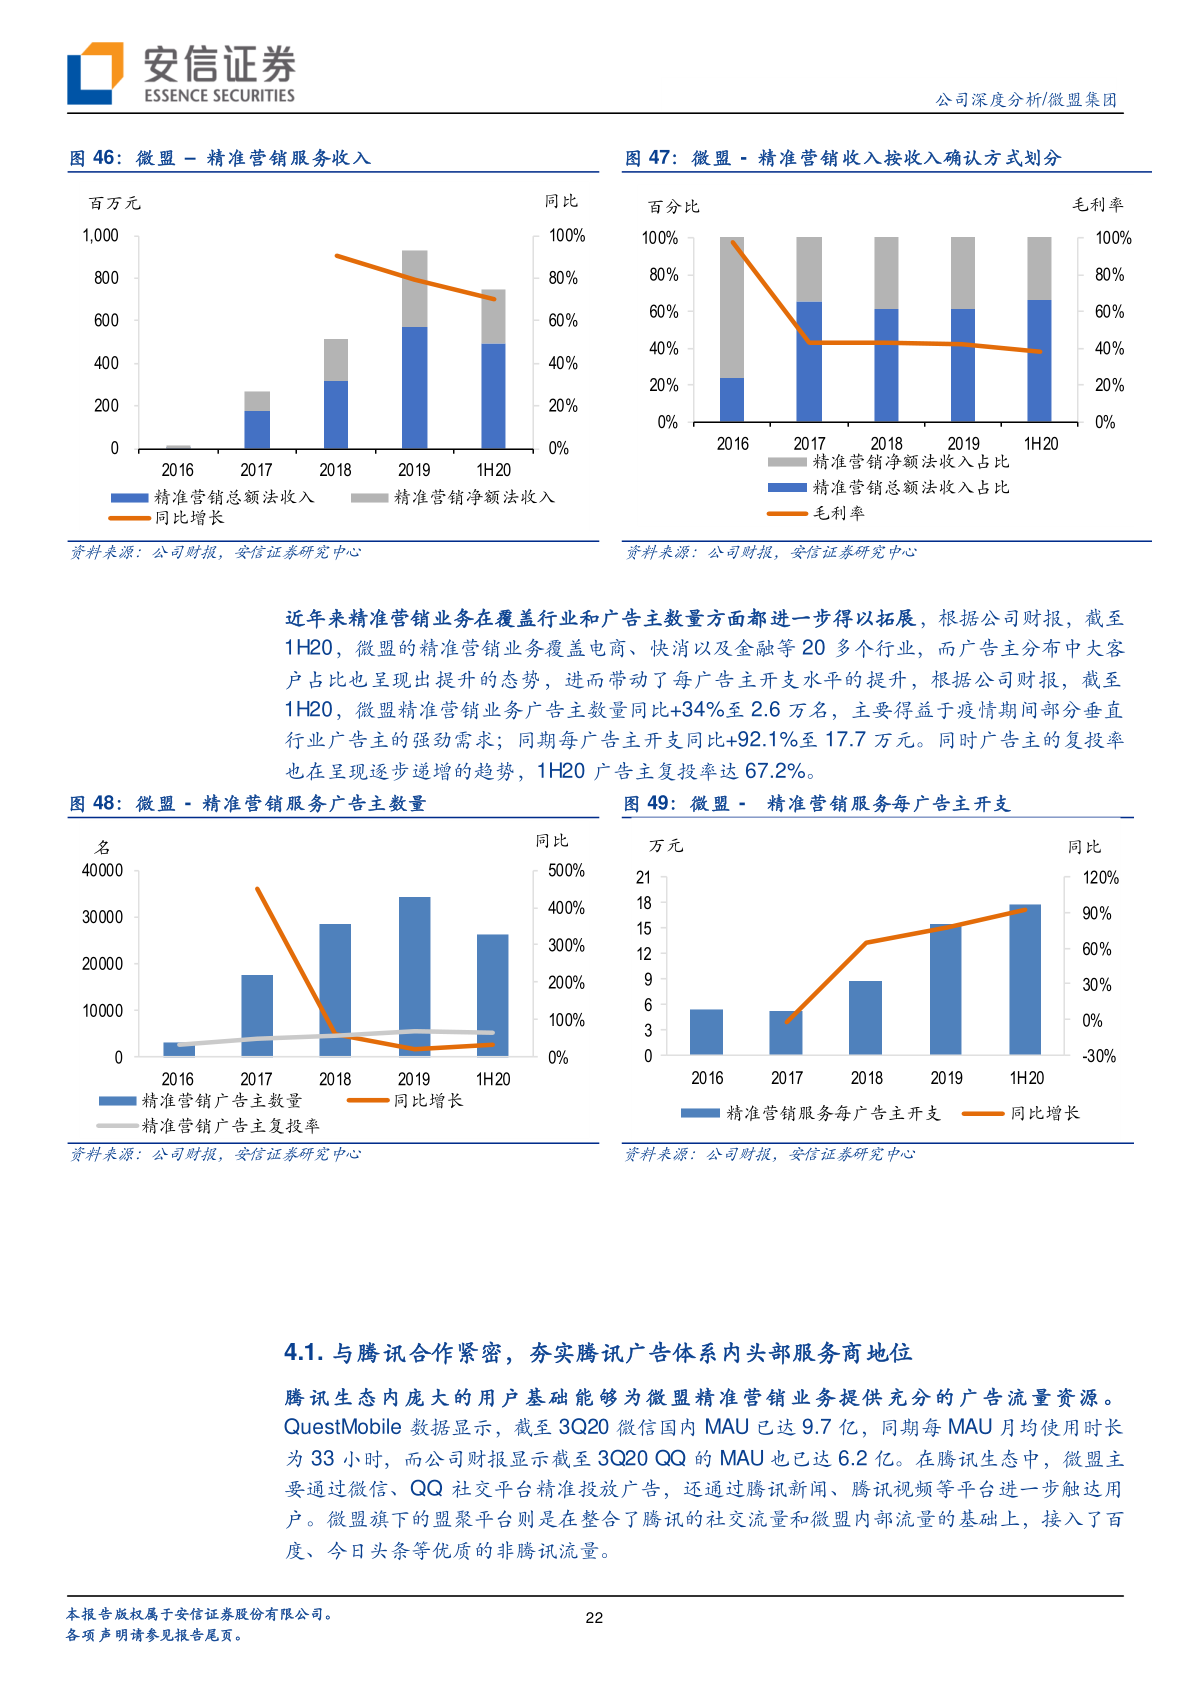 安信证券
ESSENCE SECURITIES
公司深度分析/微盟集团
图 46：微盟 – 精准营销服务收入
百万元
同比
1,000
800
600
400
200
0
100%
80%
60%
40%
20%
0%
2016 2017 2018 2019 1H20
精准营销总额法收入 精准营销净额法收入
同比增长
资料来源：公司财报，安信证券研究中心
图 47：微盟 - 精准营销收入按收入确认方式划分
百分比
毛利率
100%
80%
60%
40%
20%
0%
100%
80%
60%
40%
20%
0%
2016 2017 2018 2019 1H20
精准营销净额法收入占比
精准营销总额法收入占比
毛利率
资料来源：公司财报，安信证券研究中心
近年来精准营销业务在覆盖行业和广告主数量方面都进一步得以拓展，根据公司财报，截至
1H20，微盟的精准营销业务覆盖电商、快消以及金融等 20 多个行业，而广告主分布中大客
户占比也呈现出提升的态势，进而带动了每广告主开支水平的提升，根据公司财报，截至
1H20，微盟精准营销业务广告主数量同比+34%至 2.6 万名，主要得益于疫情期间部分垂直
行业广告主的强劲需求；同期每广告主开支同比+92.1%至 17.7 万元。同时广告主的复投率
也在呈现逐步递增的趋势，1H20 广告主复投率达 67.2%。
图 48：微盟 - 精准营销服务广告主数量
名
同比
40000
30000
20000
10000
0
500%
400%
300%
200%
100%
0%
2016 2017 2018 2019 1H20
精准营销广告主数量 同比增长
精准营销广告主复投率
资料来源：公司财报，安信证券研究中心
图 49：微盟 - 精准营销服务每广告主开支
万元
同比
21
18
15
12
9
6
3
0
120%
90%
60%
30%
0%
-30%
2016 2017 2018 2019 1H20
精准营销服务每广告主开支 同比增长
资料来源：公司财报，安信证券研究中心
4.1. 与腾讯合作紧密，夯实腾讯广告体系内头部服务商地位
腾讯生态内庞大的用户基础能够为微盟精准营销业务提供充分的广告流量资源。
QuestMobile 数据显示，截至 3Q20 微信国内 MAU 已达 9.7 亿，同期每 MAU 月均使用时长
为 33 小时，而公司财报显示截至 3Q20 QQ 的 MAU 也已达 6.2 亿。在腾讯生态中，微盟主
要通过微信、QQ 社交平台精准投放广告，还通过腾讯新闻、腾讯视频等平台进一步触达用
户。微盟旗下的盟聚平台则是在整合了腾讯的社交流量和微盟内部流量的基础上，接入了百
度、今日头条等优质的非腾讯流量。
本报告版权属于安信证券股份有限公司。
各项声明请参见报告尾页。
22